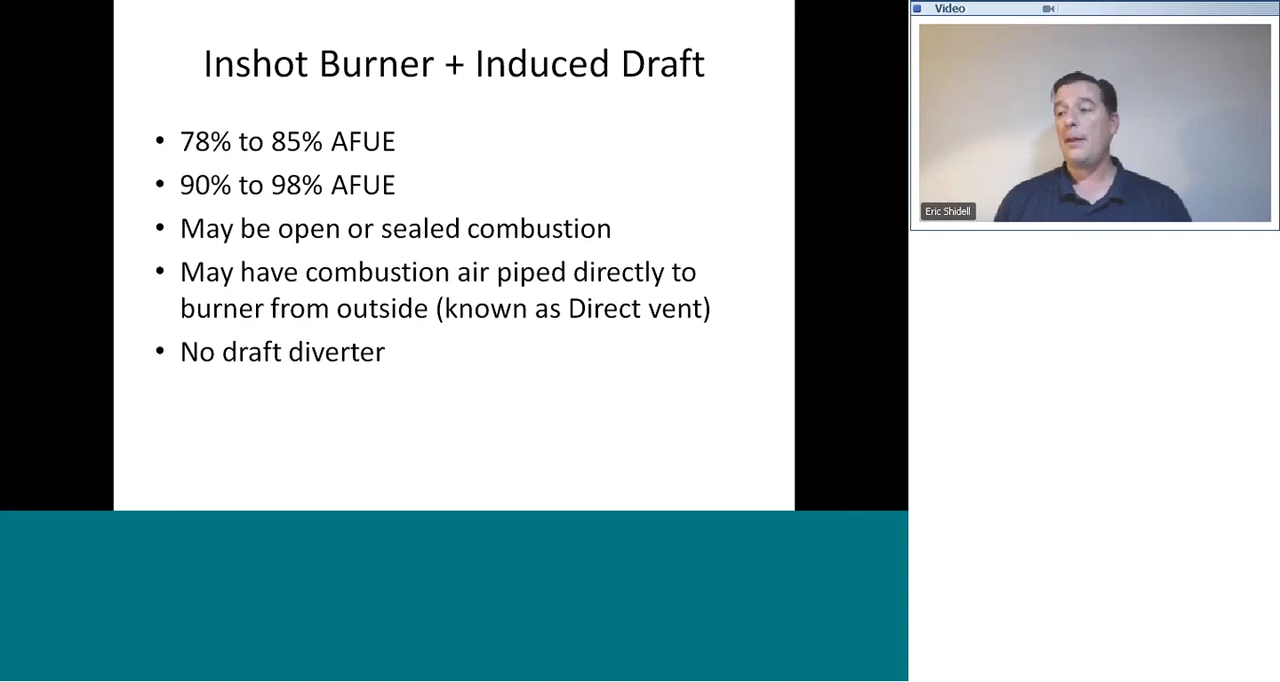 Inshot Burner + Induced Draft
• 78% to 85% AFUE
• 90% to 98% AFUE
• May be open or sealed combustion
• May have combustion air piped directly to
burner from outside (known as Direct vent)
• No draft diverter
Video
Eric Shidell